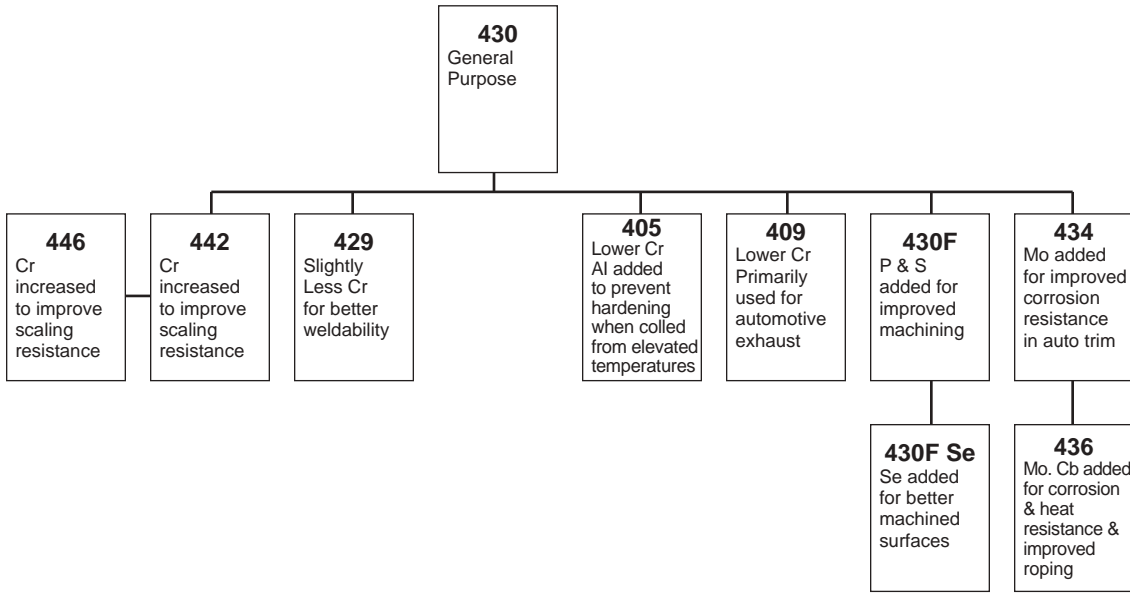 430
General
Purpose
446
Cr
increased
to improve
scaling
resistance
442
Cr
increased
to improve
scaling
resistance
429
Slightly
Less Cr
for better
weldability
405
Lower Cr
Al added
to prevent
hardening
when colled
from elevated
temperatures
409
Lower Cr
Primarily
used for
automotive
exhaust
430F
P & S
added for
improved
machining
434
Mo added
for improved
corrosion
resistance
in auto trim
430F Se
Se added
for better
machined
surfaces
436
Mo. Cb added
for corrosion
& heat
resistance &
improved
roping